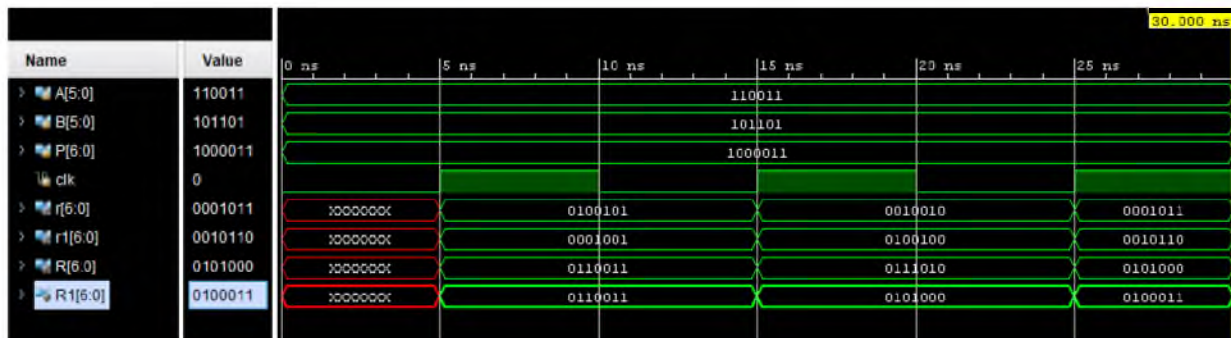 30.000 ns
Name Value 0 ns 5 ns 10 ns 15 ns 20 ns 25 ns
A[5:0] 110011 110011
B[5:0] 101101 101101
P[6:0] 1000011 1000011
clk 0
r[6:0] 0001011 XXXXXXX 0100101 0010010 0001011
r1[6:0] 0010110 XXXXXXX 0001001 0100100 0010110
R[6:0] 0101000 XXXXXXX 0110011 0111010 0101000
R1[6:0] 0100011 XXXXXXX 0110011 0101000 0100011